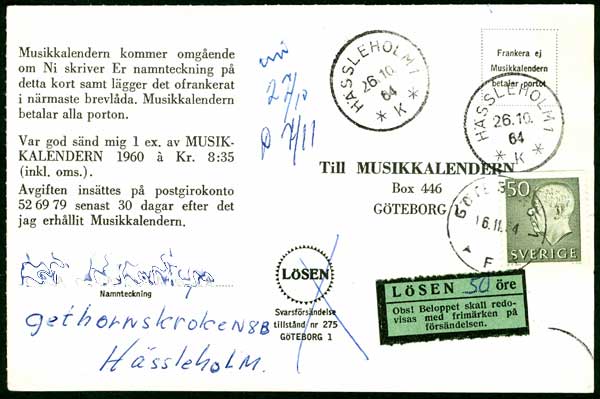 Musikkalendern kommer omgående
om Ni skriver Er namnteckning på
detta kort samt lägger det ofrankerat
i närmaste brevlåda. Musikkalendern
betalar alla porton.
Var god sänd mig 1 ex. av MUSIK-
KALENDERN 1960 à Kr. 8:35
(inkl. oms.).
Avgiften insättes på postgirokonto
52 69 79 senast 30 dagar efter det
jag erhållit Musikkalendern.
Namnteckning
Hässleholm.
27/10
7/11
HÄSSLEHOLM 1
26.10.
64
* K *
Frankera ej
Musikkalendern
betalar portot
HÄSSLEHOLM 1
26.10.
64
* K *
Till MUSIKKALENDERN
Box 446
GÖTEBORG
50
SVERIGE
LÖSEN
Svarsförsändelse
tillstånd nr 275
GÖTEBORG 1
LÖSEN 50 öre
Obs! Beloppet skall redo-
visas med frimärken på
försändelsen.